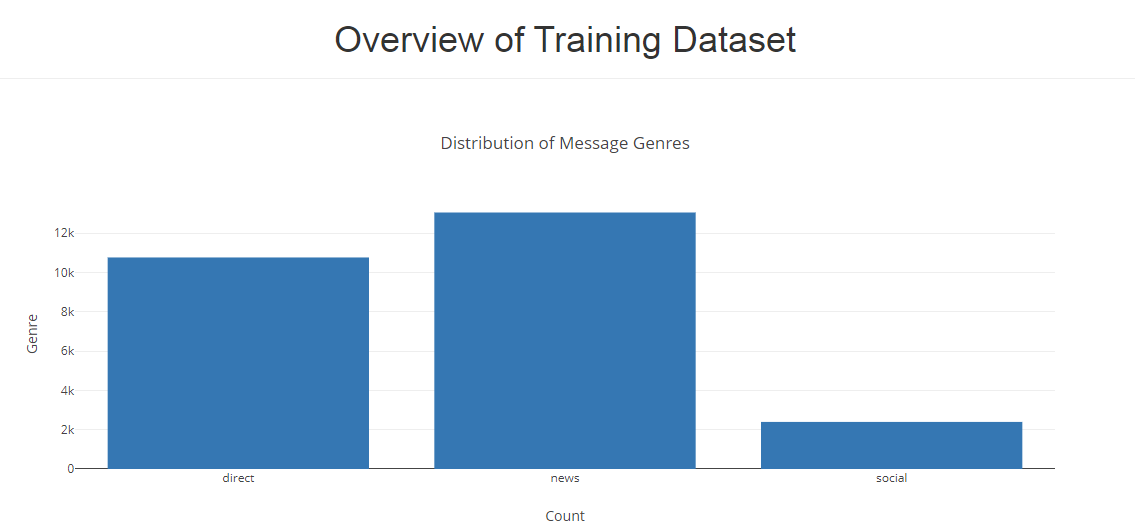 Overview of Training Dataset
Distribution of Message Genres
12k
10k
8k
6k
4k
2k
0
Genre
direct news social
Count